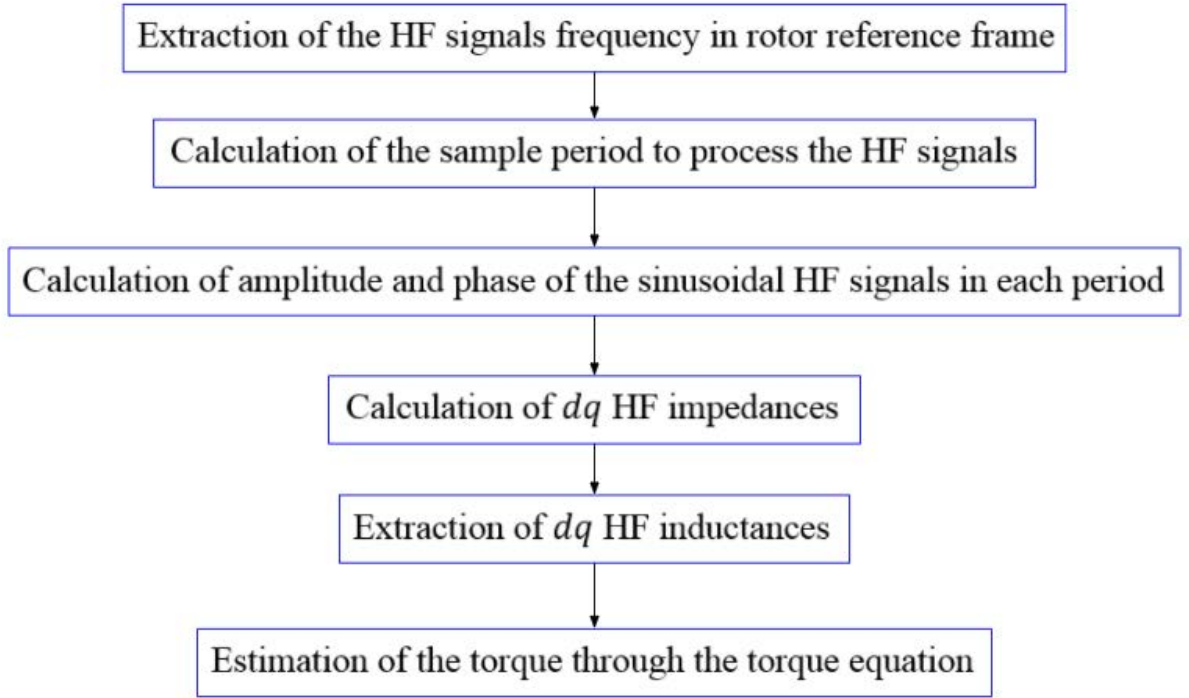 Extraction of the HF signals frequency in rotor reference frame
Calculation of the sample period to process the HF signals
Calculation of amplitude and phase of the sinusoidal HF signals in each period
Calculation of dq HF impedances
Extraction of dq HF inductances
Estimation of the torque through the torque equation